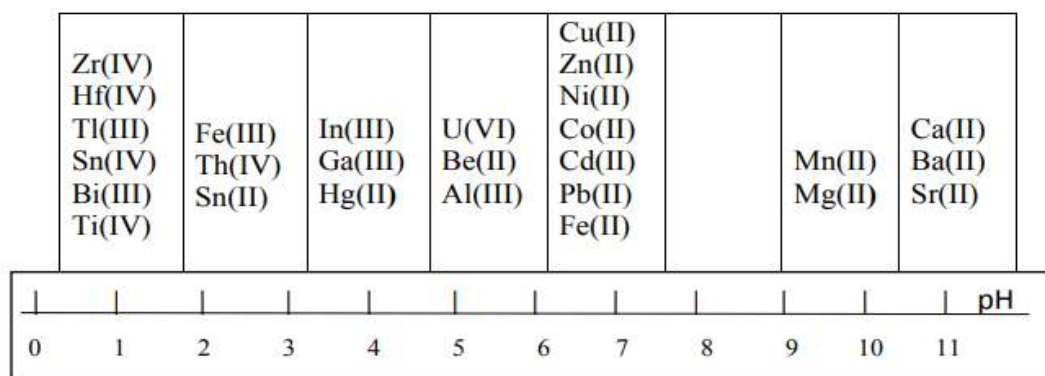 Zr(IV)
Hf(IV)
Tl(III)
Sn(IV)
Bi(III)
Ti(IV)
Fe(III)
Th(IV)
Sn(II)
In(III)
Ga(III)
Hg(II)
U(VI)
Be(II)
Al(III)
Cu(II)
Zn(II)
Ni(II)
Co(II)
Cd(II)
Pb(II)
Fe(II)
Mn(II)
Mg(II)
Ca(II)
Ba(II)
Sr(II)
pH
0 1 2 3 4 5 6 7 8 9 10 11